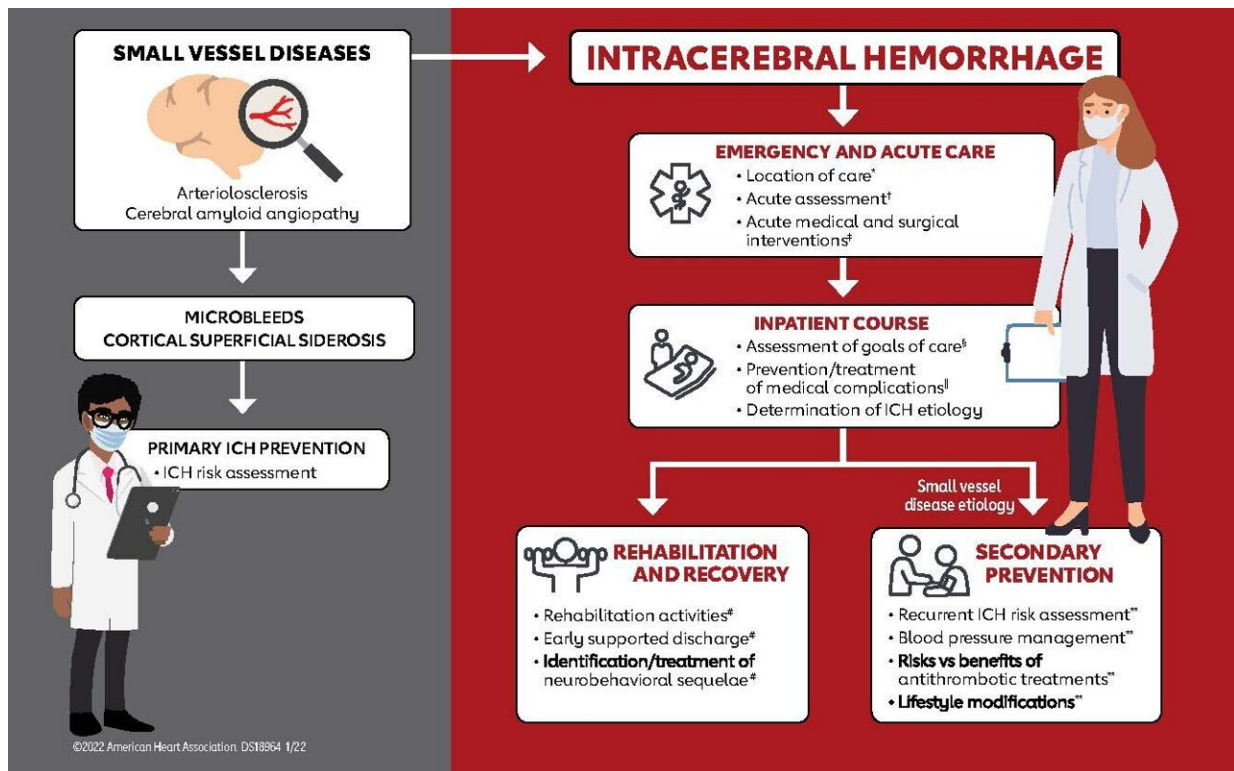 SMALL VESSEL DISEASES
Arteriolosclerosis
Cerebral amyloid angiopathy
MICROBLEEDS
CORTICAL SUPERFICIAL SIDEROSIS
PRIMARY ICH PREVENTION
• ICH risk assessment
©2022 American Heart Association. DS18964 1/22
INTRACEREBRAL HEMORRHAGE
EMERGENCY AND ACUTE CARE
• Location of care*
• Acute assessment†
• Acute medical and surgical
interventions‡
INPATIENT COURSE
• Assessment of goals of care§
• Prevention/treatment
of medical complications‖
• Determination of ICH etiology
Small vessel
disease etiology
REHABILITATION
AND RECOVERY
• Rehabilitation activities#
• Early supported discharge#
• Identification/treatment of
neurobehavioral sequelae#
SECONDARY
PREVENTION
• Recurrent ICH risk assessment**
• Blood pressure management**
• Risks vs benefits of
antithrombotic treatments**
• Lifestyle modifications**